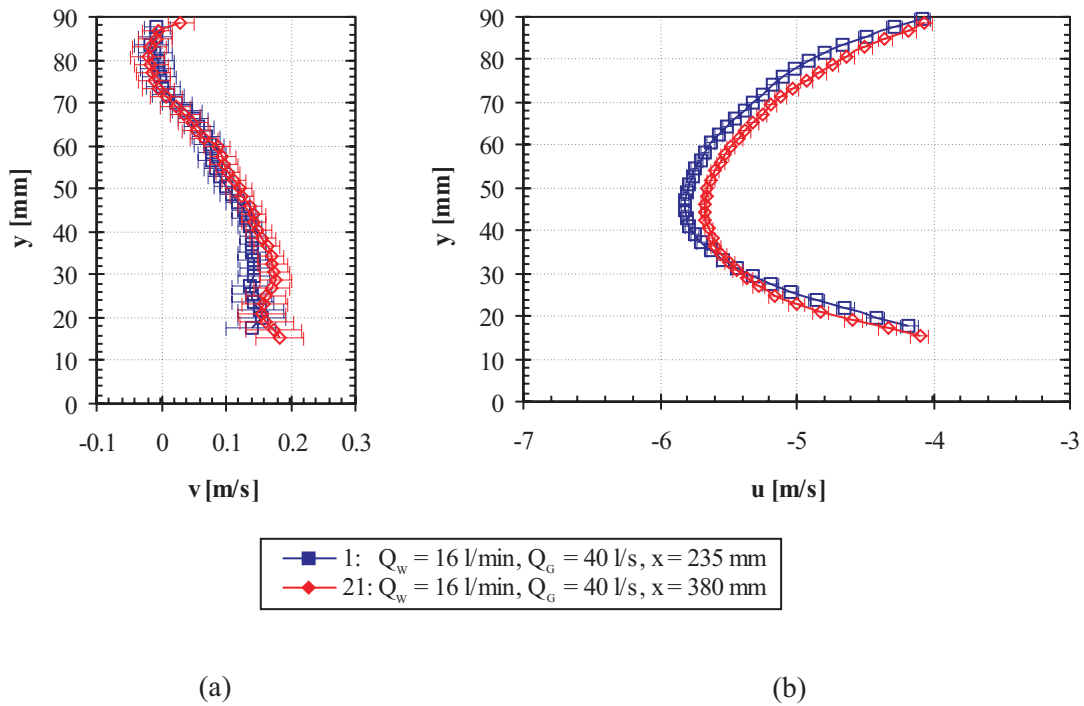 90
80
70
60
50
40
30
20
10
0
y [mm]
-0.1 0 0.1 0.2 0.3
v [m/s]
90
80
70
60
50
40
30
20
10
0
y [mm]
-7 -6 -5 -4 -3
u [m/s]
1: Q_W = 16 l/min, Q_G = 40 l/s, x = 235 mm
21: Q_W = 16 l/min, Q_G = 40 l/s, x = 380 mm
(a) (b)